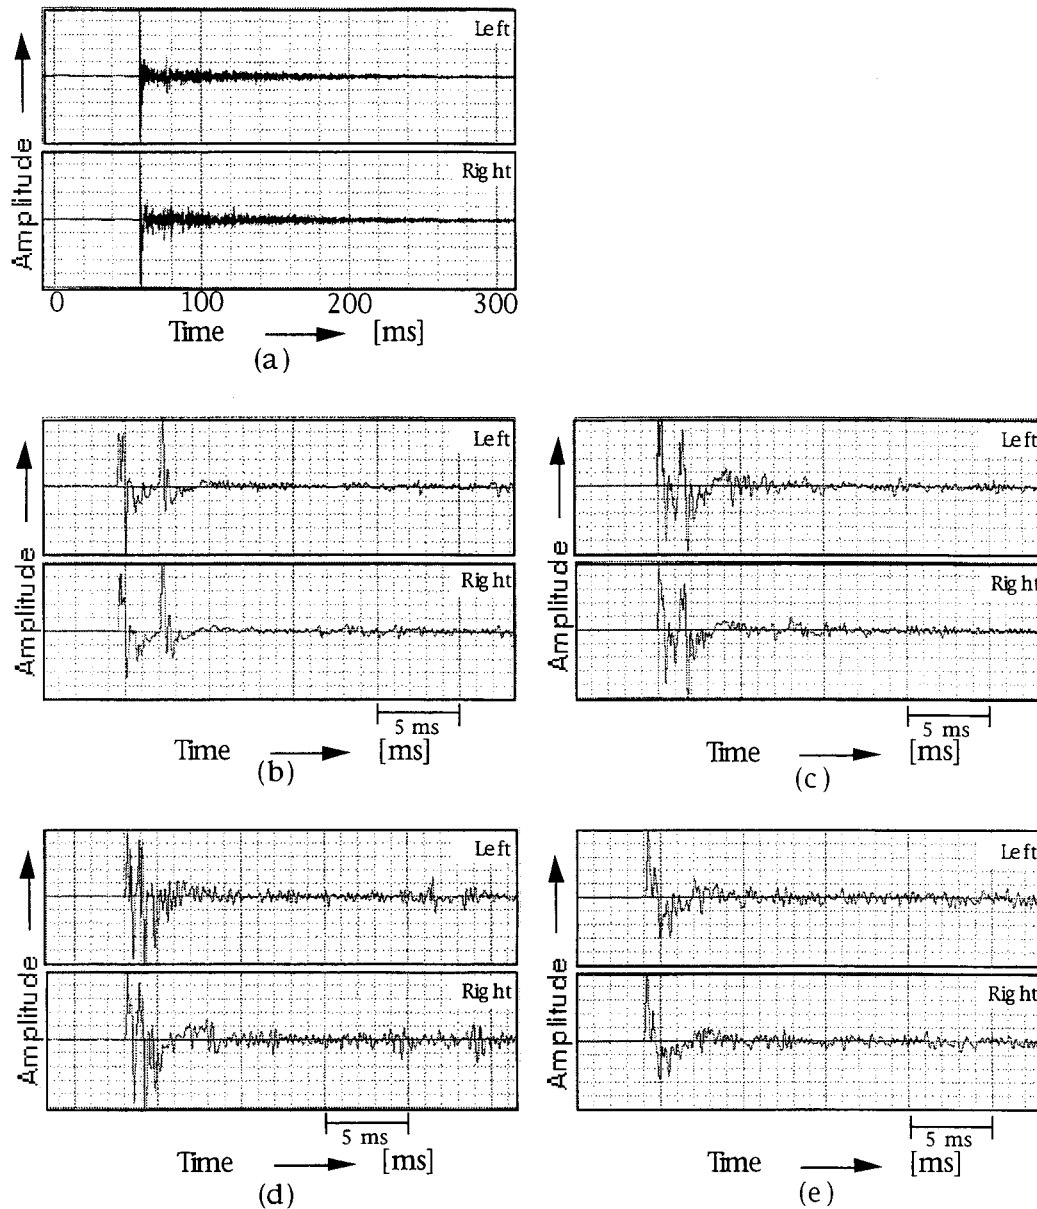 Left
Amplitude
Right
0 100 200 300
Time [ms]
(a)
Left
Amplitude
Right
5 ms
Time [ms]
(b)
Left
Amplitude
Right
5 ms
Time [ms]
(c)
Left
Amplitude
Right
5 ms
Time [ms]
(d)
Left
Amplitude
Right
5 ms
Time [ms]
(e)